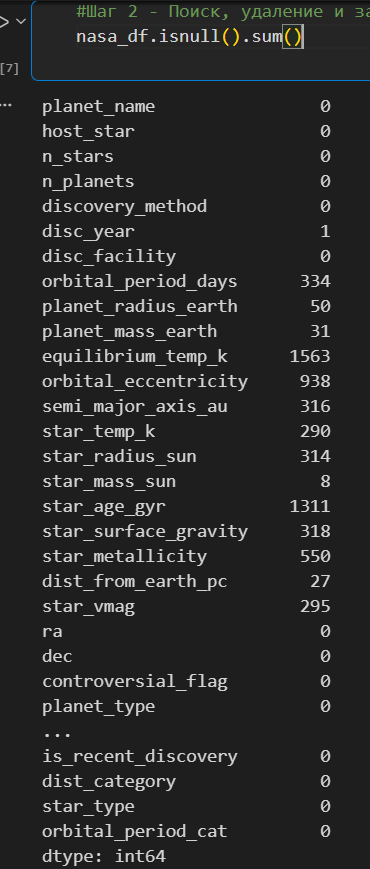 #Шаг 2 - Поиск, удаление и за
nasa_df.isnull().sum()
[7]
...
planet_name 0
host_star 0
n_stars 0
n_planets 0
discovery_method 0
disc_year 1
disc_facility 0
orbital_period_days 334
planet_radius_earth 50
planet_mass_earth 31
equilibrium_temp_k 1563
orbital_eccentricity 938
semi_major_axis_au 316
star_temp_k 290
star_radius_sun 314
star_mass_sun 8
star_age_gyr 1311
star_surface_gravity 318
star_metallicity 550
dist_from_earth_pc 27
star_vmag 295
ra 0
dec 0
controversial_flag 0
planet_type 0
...
is_recent_discovery 0
dist_category 0
star_type 0
orbital_period_cat 0
dtype: int64